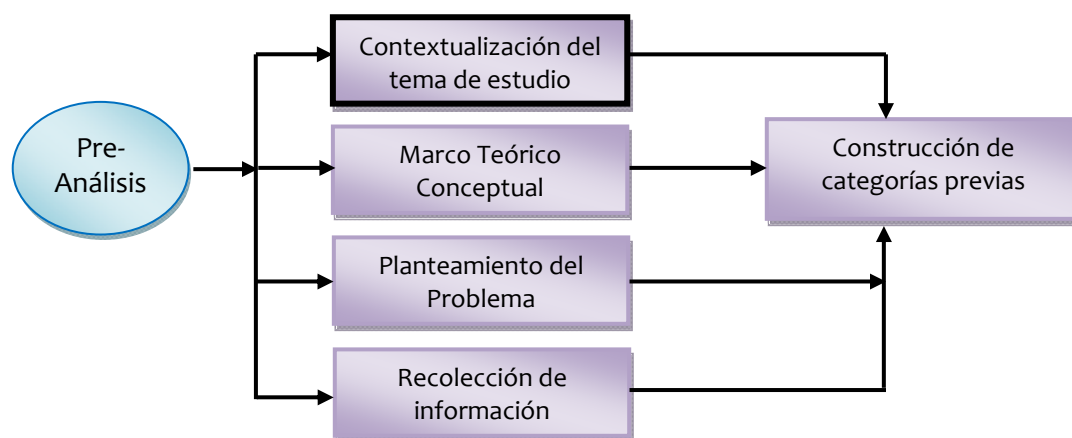 Contextualización del
tema de estudio
Pre-
Análisis
Marco Teórico
Conceptual
Construcción de
categorías previas
Planteamiento del
Problema
Recolección de
información